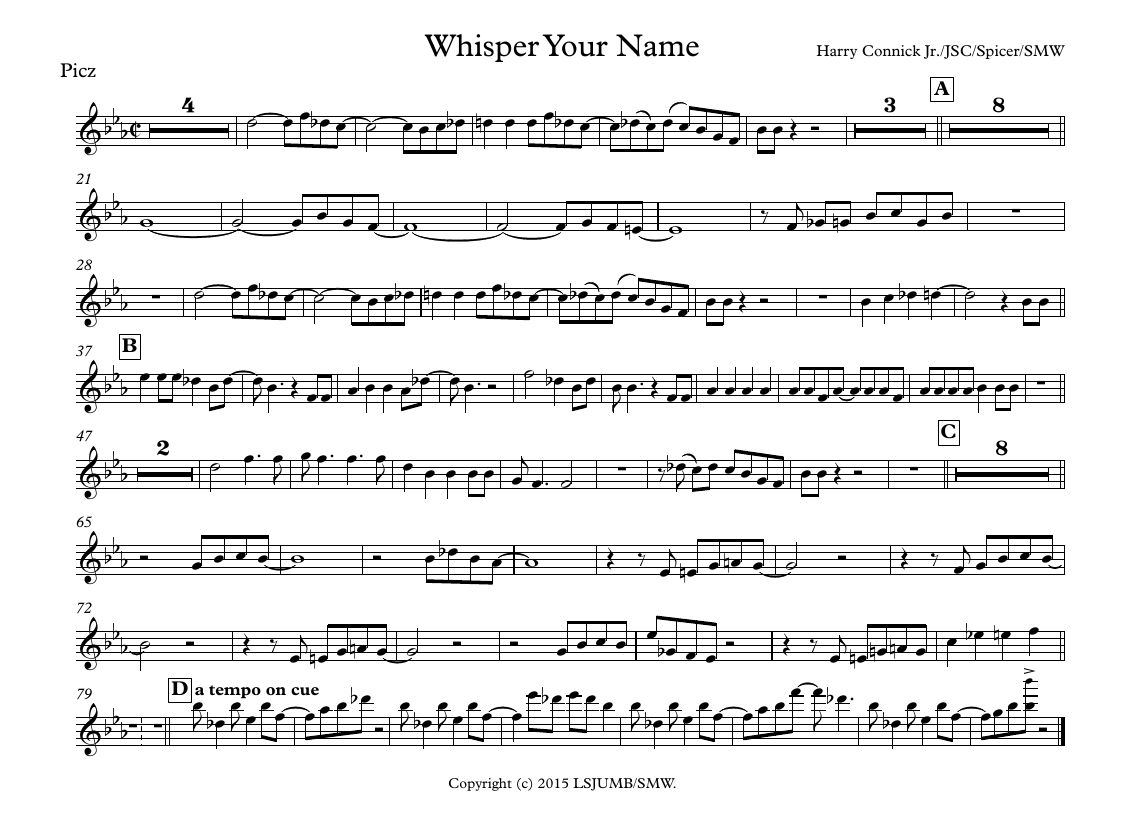 Whisper Your Name
Harry Connick Jr./JSC/Spicer/SMW
Picz
4
3
A
8
21
28
37
B
47
2
C
8
65
72
79
D a tempo on cue
Copyright (c) 2015 LSJUMB/SMW.